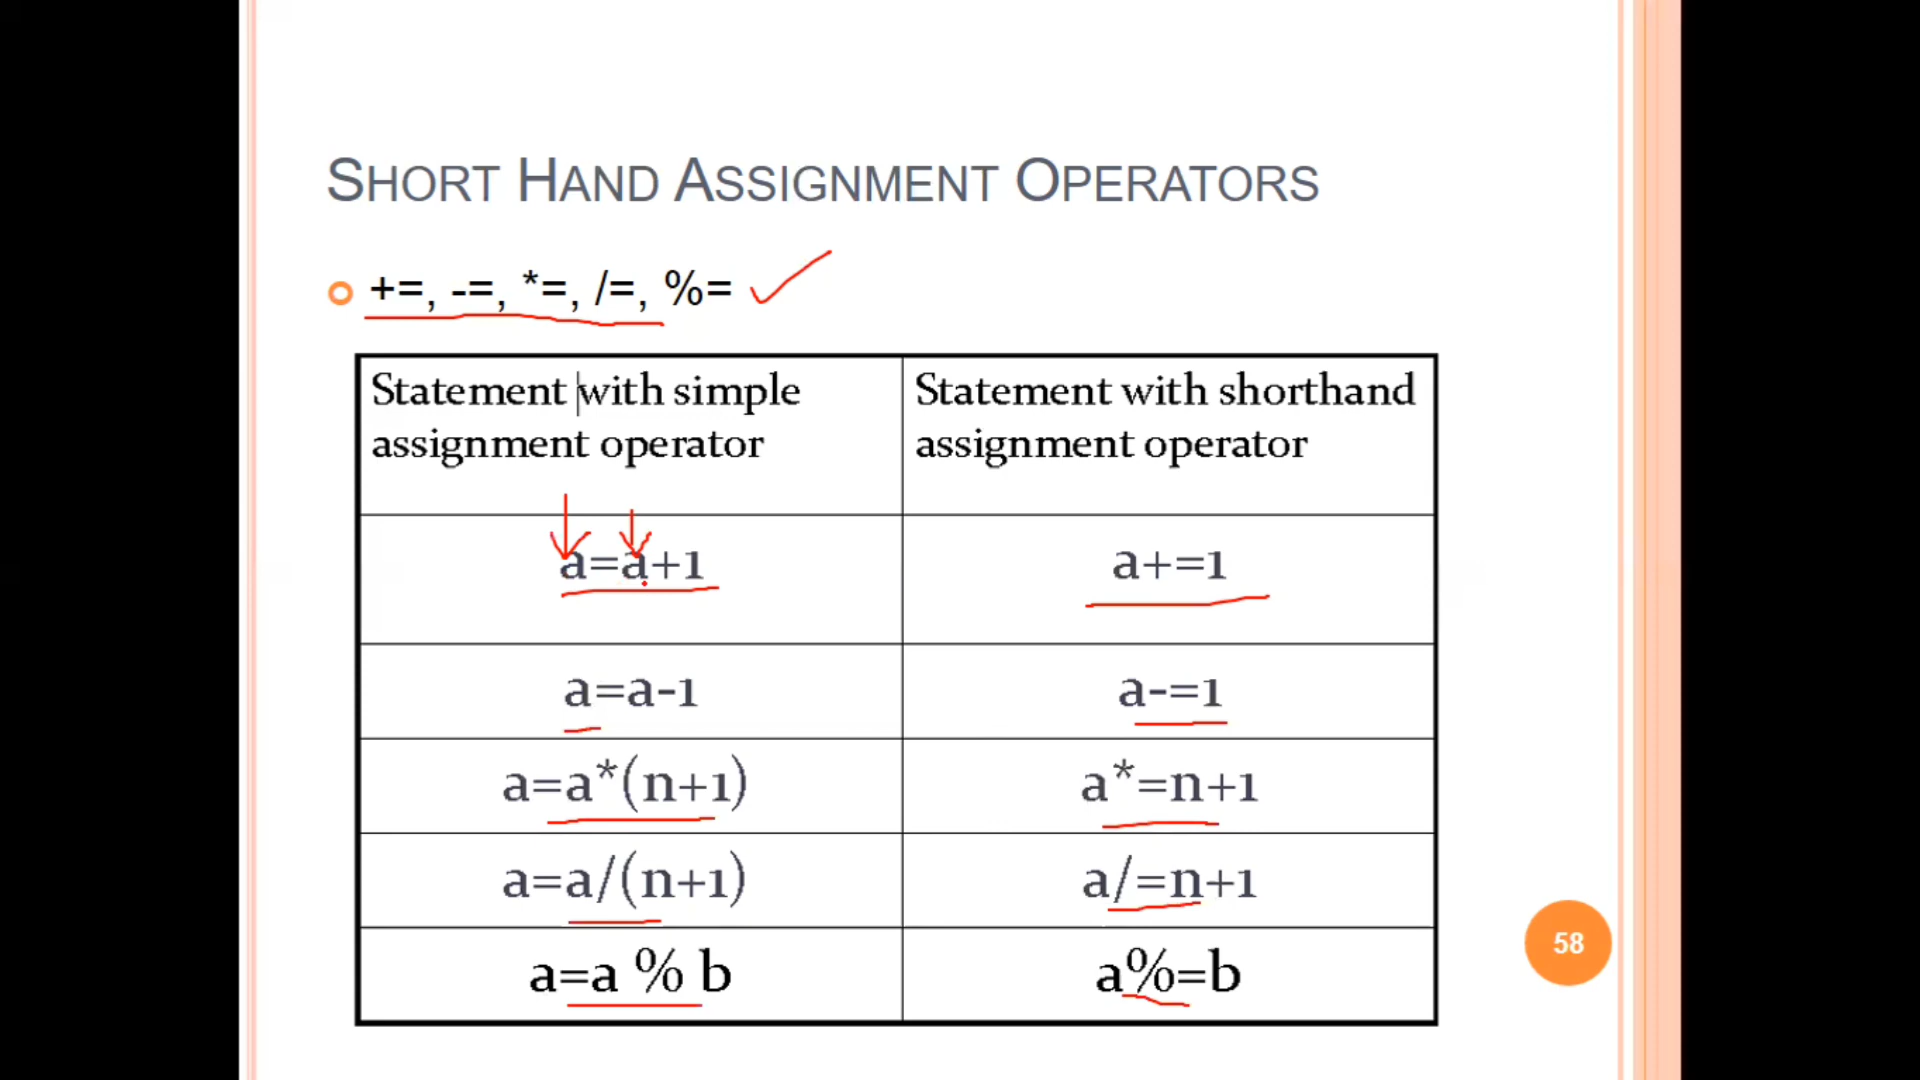 SHORT HAND ASSIGNMENT OPERATORS
+=, -=, *=, /=, %=
Statement with simple assignment operator
Statement with shorthand assignment operator
a=a+1
a+=1
a=a-1
a-=1
a=a*(n+1)
a*=n+1
a=a/(n+1)
a/=n+1
a=a % b
a%=b
58